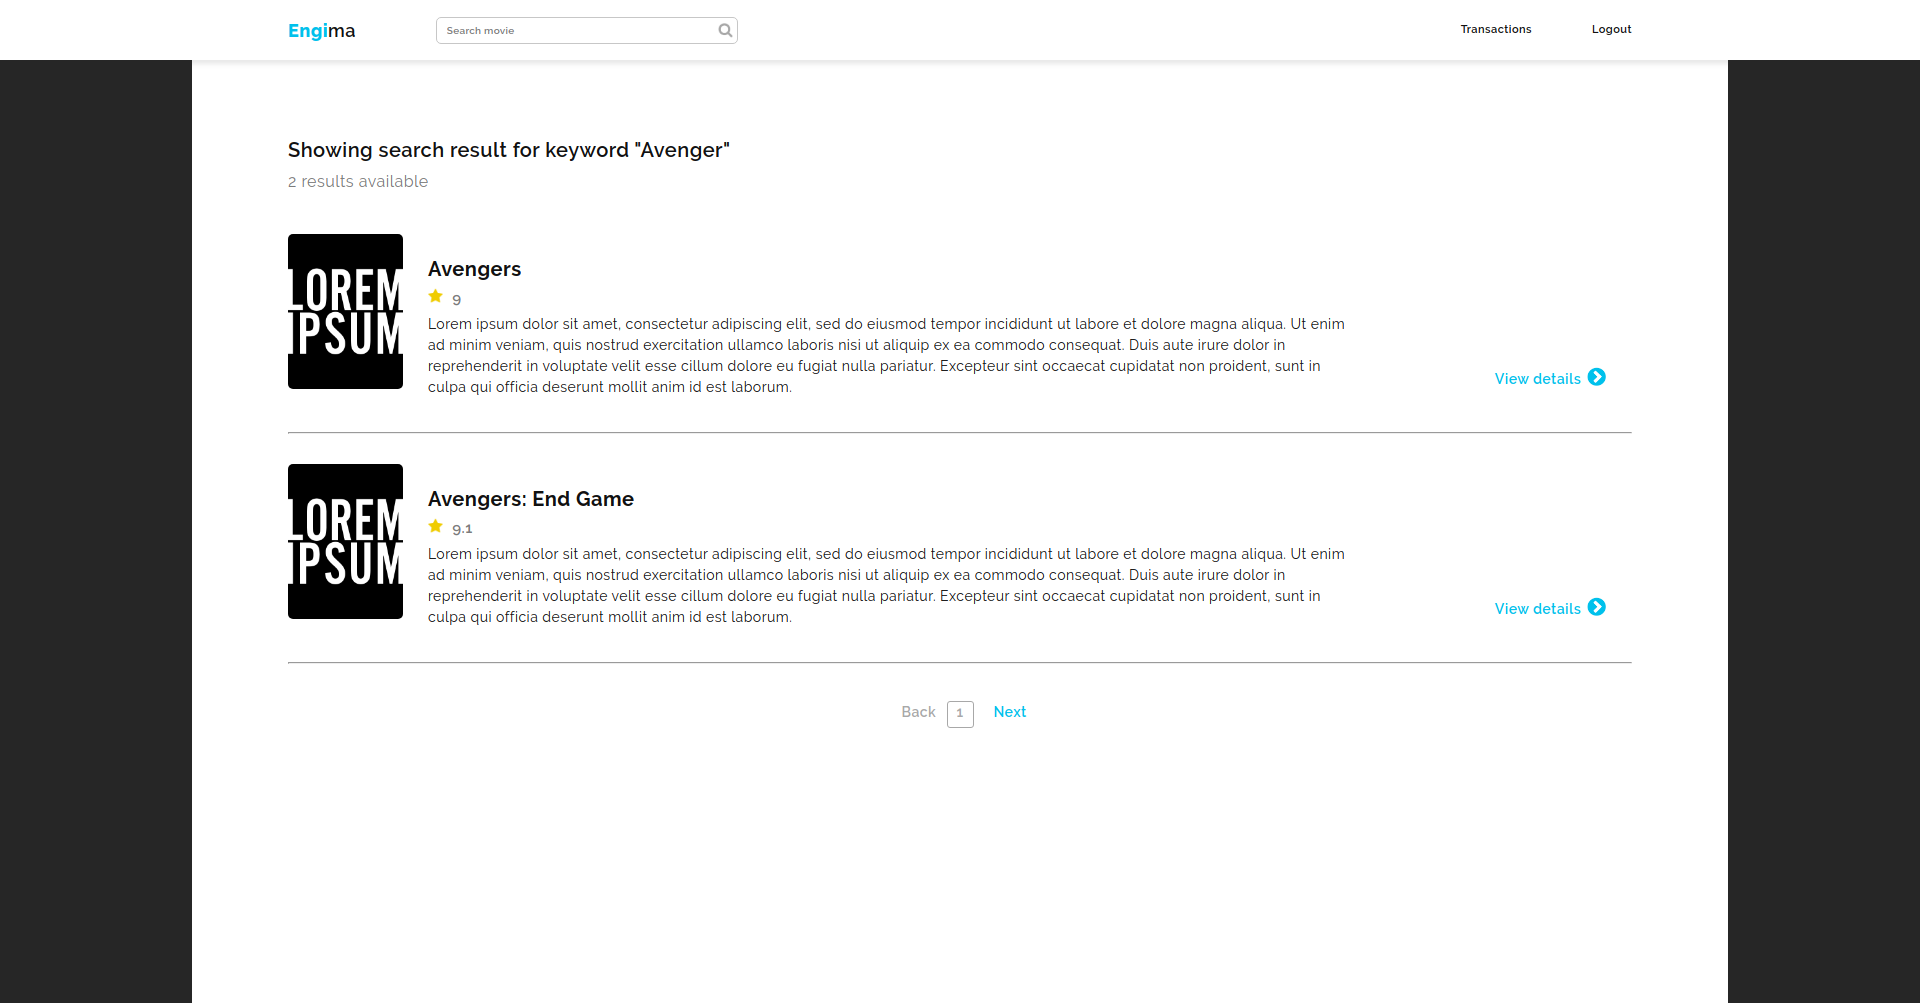 Engima
Search movie
Transactions
Logout
Showing search result for keyword "Avenger"
2 results available
LOREM
IPSUM
Avengers
9
Lorem ipsum dolor sit amet, consectetur adipiscing elit, sed do eiusmod tempor incididunt ut labore et dolore magna aliqua. Ut enim
ad minim veniam, quis nostrud exercitation ullamco laboris nisi ut aliquip ex ea commodo consequat. Duis aute irure dolor in
reprehenderit in voluptate velit esse cillum dolore eu fugiat nulla pariatur. Excepteur sint occaecat cupidatat non proident, sunt in
culpa qui officia deserunt mollit anim id est laborum.
View details
LOREM
IPSUM
Avengers: End Game
9.1
Lorem ipsum dolor sit amet, consectetur adipiscing elit, sed do eiusmod tempor incididunt ut labore et dolore magna aliqua. Ut enim
ad minim veniam, quis nostrud exercitation ullamco laboris nisi ut aliquip ex ea commodo consequat. Duis aute irure dolor in
reprehenderit in voluptate velit esse cillum dolore eu fugiat nulla pariatur. Excepteur sint occaecat cupidatat non proident, sunt in
culpa qui officia deserunt mollit anim id est laborum.
View details
Back 1 Next